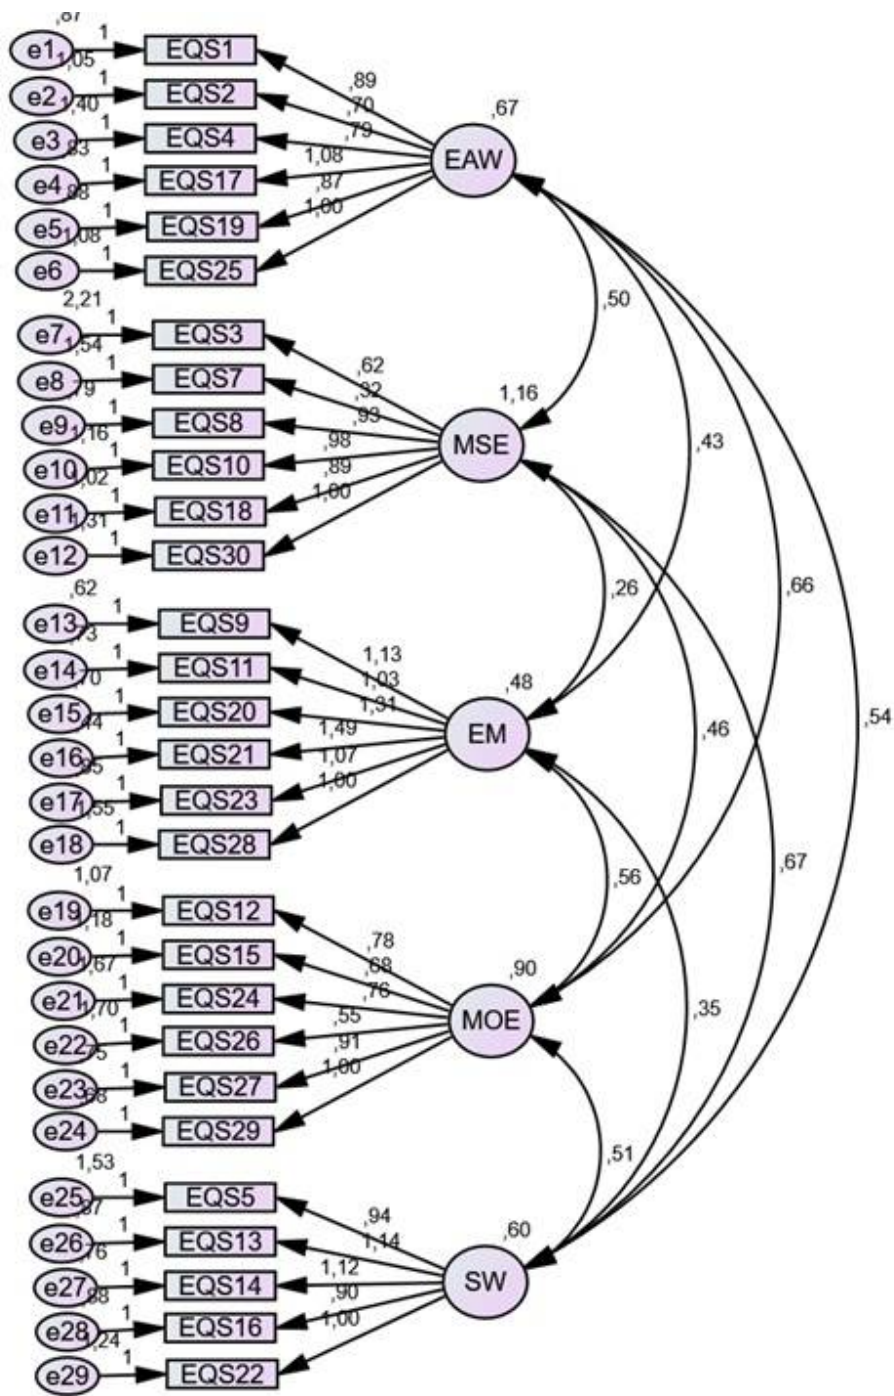 ,87
e1 1 EQS1 ,89
1,05
e2 1 EQS2 ,70 ,67
1,40
e3 1 EQS4 ,79 EAW
,83
e4 1 EQS17 1,08
,88
e5 1 EQS19 ,87
1,08
e6 1 EQS25 1,00
,50
2,21
e7 1 EQS3 ,62
1,54
e8 1 EQS7 ,32 1,16
,79
e9 1 EQS8 ,93 MSE ,43
1,16
e10 1 EQS10 ,98
1,02
e11 1 EQS18 ,89
1,31
e12 1 EQS30 1,00
,26 ,66
,62
e13 1 EQS9 1,13
,73
e14 1 EQS11 1,03 ,48
,70
e15 1 EQS20 1,31 EM ,46 ,54
,44
e16 1 EQS21 1,49
,85
e17 1 EQS23 1,07
1,55
e18 1 EQS28 1,00
,56 ,67
1,07
e19 1 EQS12 ,78
1,18
e20 1 EQS15 ,68 ,90
1,67
e21 1 EQS24 ,76 MOE ,35
1,70
e22 1 EQS26 ,55
,75
e23 1 EQS27 ,91
,68
e24 1 EQS29 1,00
,51
1,53
e25 1 EQS5 ,94
,87
e26 1 EQS13 1,14 ,60
,76
e27 1 EQS14 1,12 SW
,88
e28 1 EQS16 ,90
1,24
e29 1 EQS22 1,00